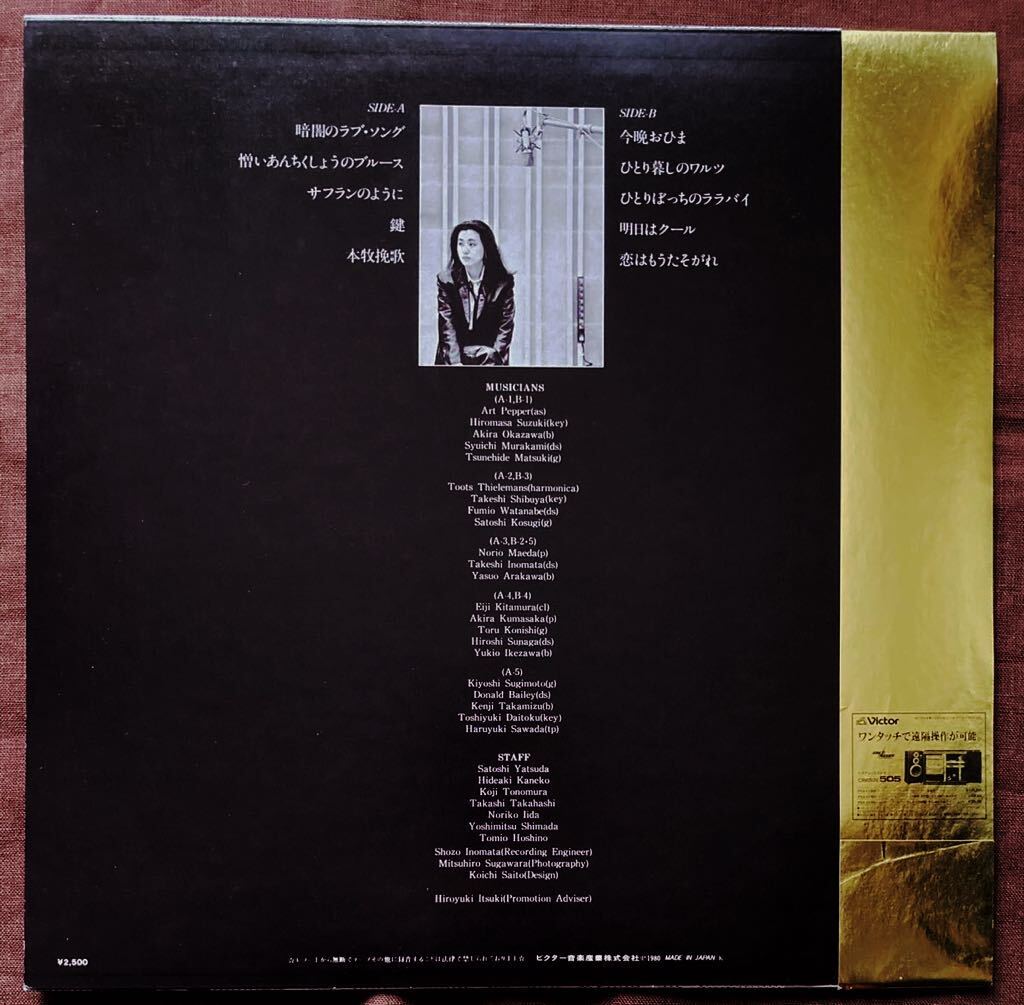 SIDE-A
暗闇のラブ・ソング
憎いあんちくしょうのブルース
サフランのように
鍵
本牧挽歌
SIDE-B
今晩おひま
ひとり暮しのワルツ
ひとりぼっちのララバイ
明日はクール
恋はもうたそがれ
MUSICIANS
(A-1,B-1)
Art Pepper(as)
Hiromasa Suzuki(key)
Akira Okazawa(b)
Syuichi Murakami(ds)
Tsunehide Matsuki(g)
(A-2,B-3)
Toots Thielemans(harmonica)
Takeshi Shibuya(key)
Fumio Watanabe(ds)
Satoshi Kosugi(g)
(A-3,B-2・5)
Norio Maeda(p)
Takeshi Inomata(ds)
Yasuo Arakawa(b)
(A-4,B-4)
Eiji Kitamura(cl)
Akira Kumasaka(p)
Toru Konishi(g)
Hiroshi Sunaga(ds)
Yukio Ikezawa(b)
(A-5)
Kiyoshi Sugimoto(g)
Donald Bailey(ds)
Kenji Takamizu(b)
Toshiyuki Daitoku(key)
Haruyuki Sawada(tp)
STAFF
Satoshi Yatsuda
Hideaki Kaneko
Koji Tonomura
Takashi Takahashi
Noriko Iida
Yoshimitsu Shimada
Tomio Hoshino
Shozo Inomata(Recording Engineer)
Mitsuhiro Sugawara(Photography)
Koichi Saito(Design)
Hiroyuki Itsuki(Promotion Adviser)
¥2,500
ビクター音楽産業株式会社 ℗1980 MADE IN JAPAN
Victor
ワンタッチで遠隔操作が可能。
505